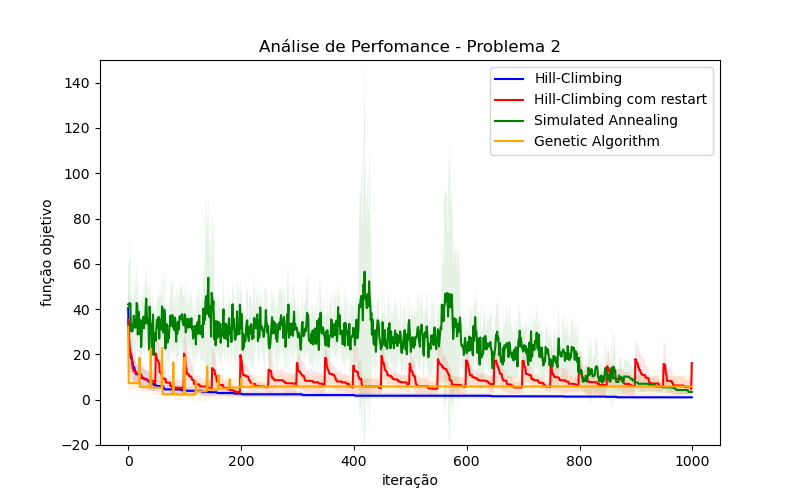 Análise de Perfomance - Problema 2
Hill-Climbing
Hill-Climbing com restart
Simulated Annealing
Genetic Algorithm
função objetivo
140
120
100
80
60
40
20
0
−20
0 200 400 600 800 1000
iteração